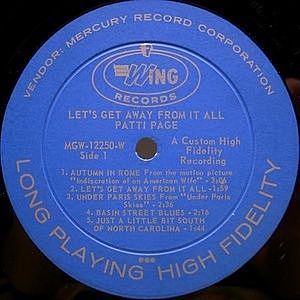 VENDOR: MERCURY RECORD CORPORATION
WING
RECORDS
LET'S GET AWAY FROM IT ALL
PATTI PAGE
MGW-12250-W
Side 1
A Custom High
Fidelity
Recording
1. AUTUMN IN ROME From the motion picture
"Indiscretion of an American Wife" - 3:06
2. LET'S GET AWAY FROM IT ALL - 1:59
3. UNDER PARIS SKIES From "Under Paris
Skies" - 2:36
4. BASIN STREET BLUES - 2:16
5. JUST A LITTLE BIT SOUTH
OF NORTH CAROLINA - 1:44
LONG PLAYING HIGH FIDELITY